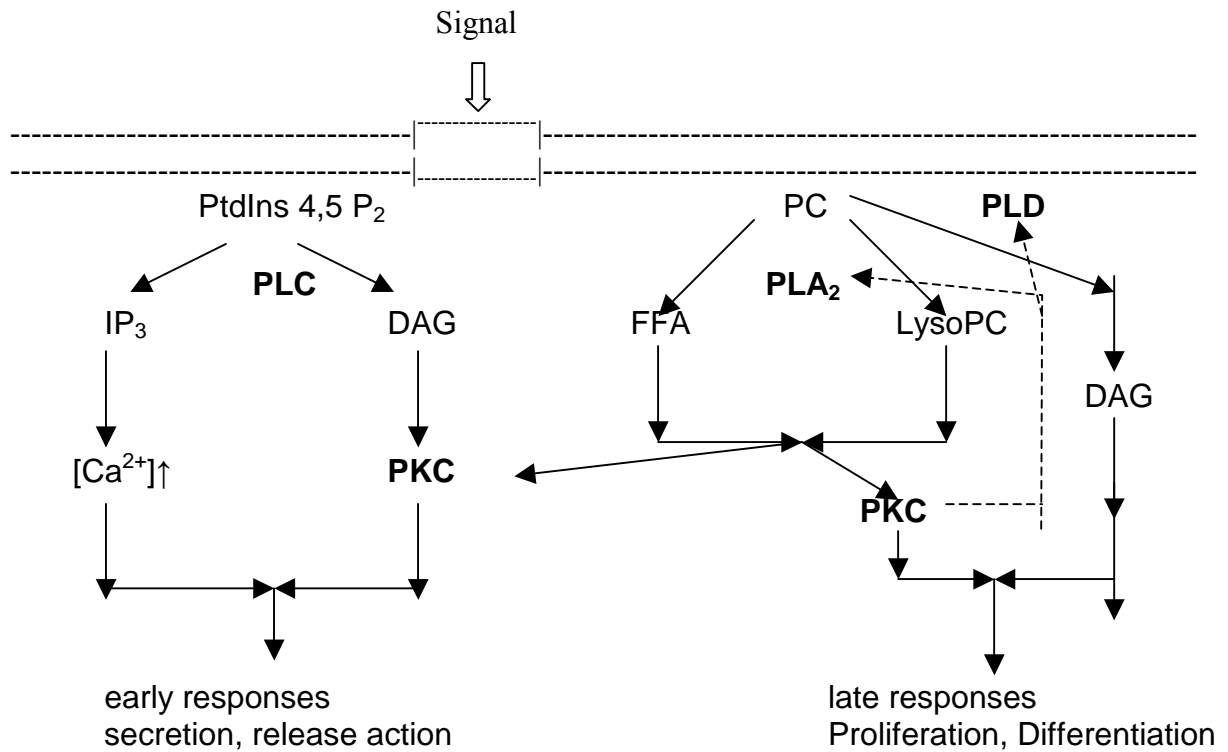 Signal
PtdIns 4,5 P₂
PC
PLD
PLC
PLA₂
IP₃
DAG
FFA
LysoPC
DAG
[Ca²⁺]↑
PKC
PKC
early responses
secretion, release action
late responses
Proliferation, Differentiation